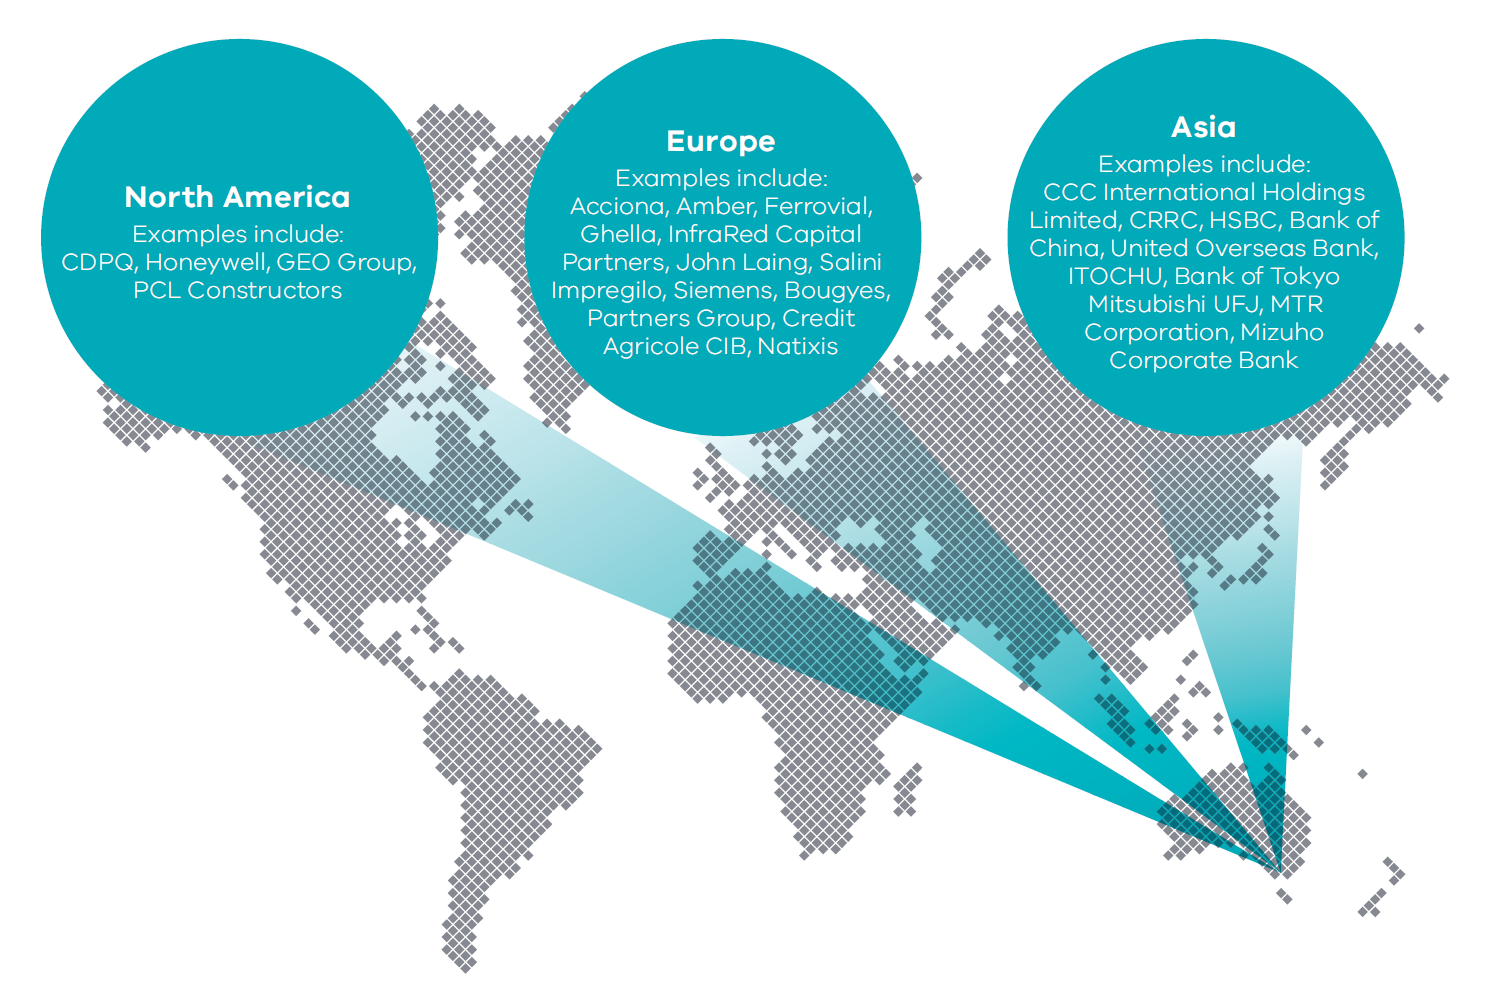 North America
Examples include:
CDPQ, Honeywell, GEO Group,
PCL Constructors
Europe
Examples include:
Acciona, Amber, Ferrovial,
Ghella, InfraRed Capital
Partners, John Laing, Salini
Impregilo, Siemens, Bougyes,
Partners Group, Credit
Agricole CIB, Natixis
Asia
Examples include:
CCC International Holdings
Limited, CRRC, HSBC, Bank of
China, United Overseas Bank,
ITOCHU, Bank of Tokyo
Mitsubishi UFJ, MTR
Corporation, Mizuho
Corporate Bank